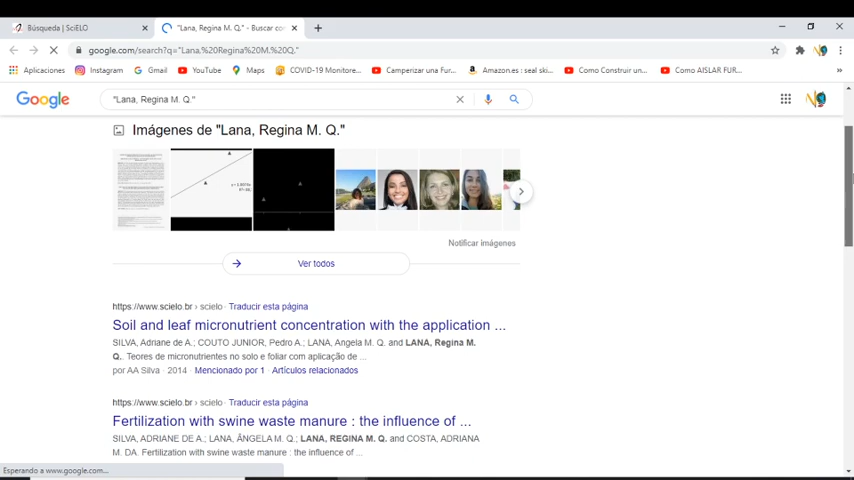 Búsqueda | SciELO
"Lana, Regina M. Q." - Buscar co
google.com/search?q="Lana,%20Regina%20M.%20Q."
Aplicaciones Instagram Gmail YouTube Maps COVID-19 Monitore... Camperizar una Fur... Amazon.es : seal ski... Como Construir un... Como AISLAR FUR...
Google "Lana, Regina M. Q."
Imágenes de "Lana, Regina M. Q."
Notificar imágenes
Ver todos
https://www.scielo.br › scielo · Traducir esta página
Soil and leaf micronutrient concentration with the application ...
SILVA, Adriane de A.; COUTO JUNIOR, Pedro A.; LANA, Angela M. Q. and LANA, Regina M.
Q.. Teores de micronutrientes no solo e foliar com aplicação de ...
por AA Silva · 2014 · Mencionado por 1 · Artículos relacionados
https://www.scielo.br › scielo · Traducir esta página
Fertilization with swine waste manure : the influence of ...
SILVA, ADRIANE DE A.; LANA, ÂNGELA M. Q.; LANA, REGINA M. Q. and COSTA, ADRIANA
M. DA. Fertilization with swine waste manure : the influence of ...
Esperando a www.google.com...